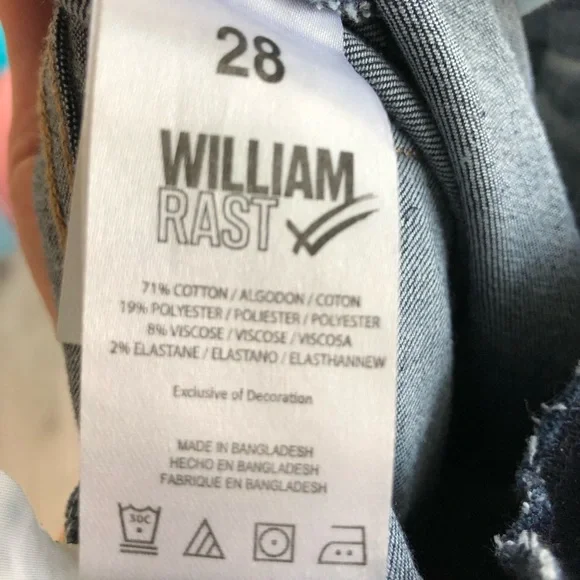 28
WILLIAM
RAST
71% COTTON / ALGODON / COTON
19% POLYESTER / POLIESTER / POLYESTER
8% VISCOSE / VISCOSE / VISCOSA
2% ELASTANE / ELASTANO / ELASTHANNEW
Exclusive of Decoration
MADE IN BANGLADESH
HECHO EN BANGLADESH
FABRIQUE EN BANGLADESH
30C